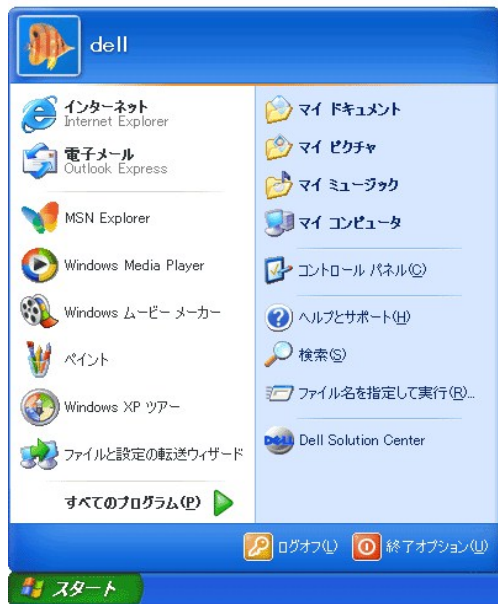 dell
インターネット
Internet Explorer
電子メール
Outlook Express
MSN Explorer
Windows Media Player
Windows ムービー メーカー
ペイント
Windows XP ツアー
ファイルと設定の転送ウィザード
すべてのプログラム(P)
マイ ドキュメント
マイ ピクチャ
マイ ミュージック
マイ コンピュータ
コントロール パネル(C)
ヘルプとサポート(H)
検索(S)
ファイル名を指定して実行(R)...
DELL Dell Solution Center
ログオフ(L)
終了オプション(U)
スタート